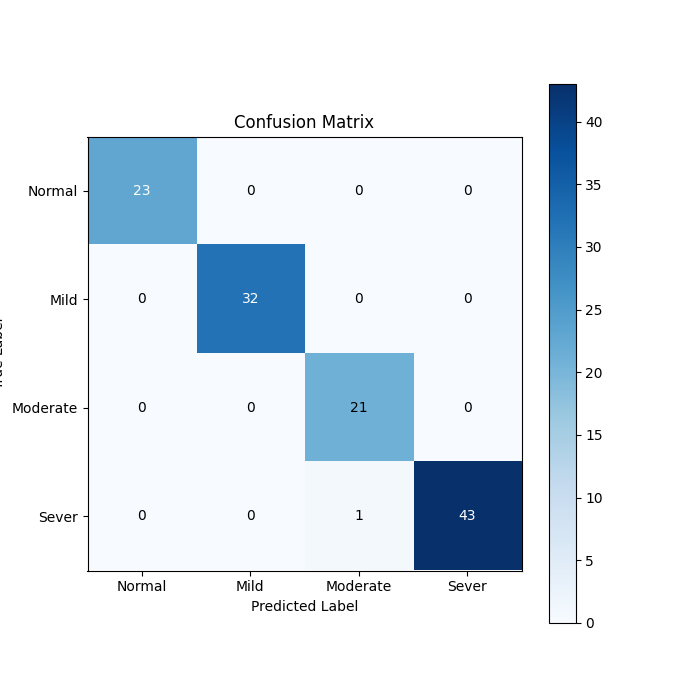 Confusion Matrix
Normal 23 0 0 0
Mild 0 32 0 0
Moderate 0 0 21 0
Sever 0 0 1 43
Normal Mild Moderate Sever
Predicted Label
40
35
30
25
20
15
10
5
0